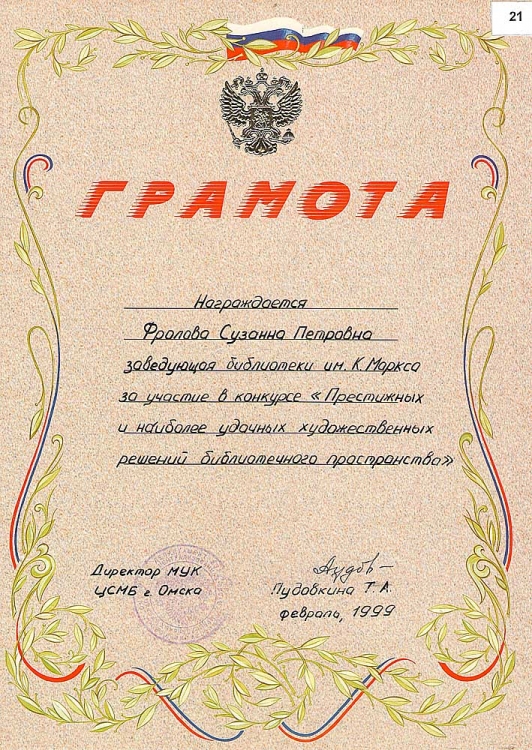 21
ГРАМОТА
Награждается
Фролова Сузанна Петровна
заведующая библиотеки им. К. Маркса
за участие в конкурсе «Престижных
и наиболее удачных художественных
решений библиотечного пространства»
Директор МУК
ЦСМБ г. Омска
Пудовкина Т. А.
февраль, 1999